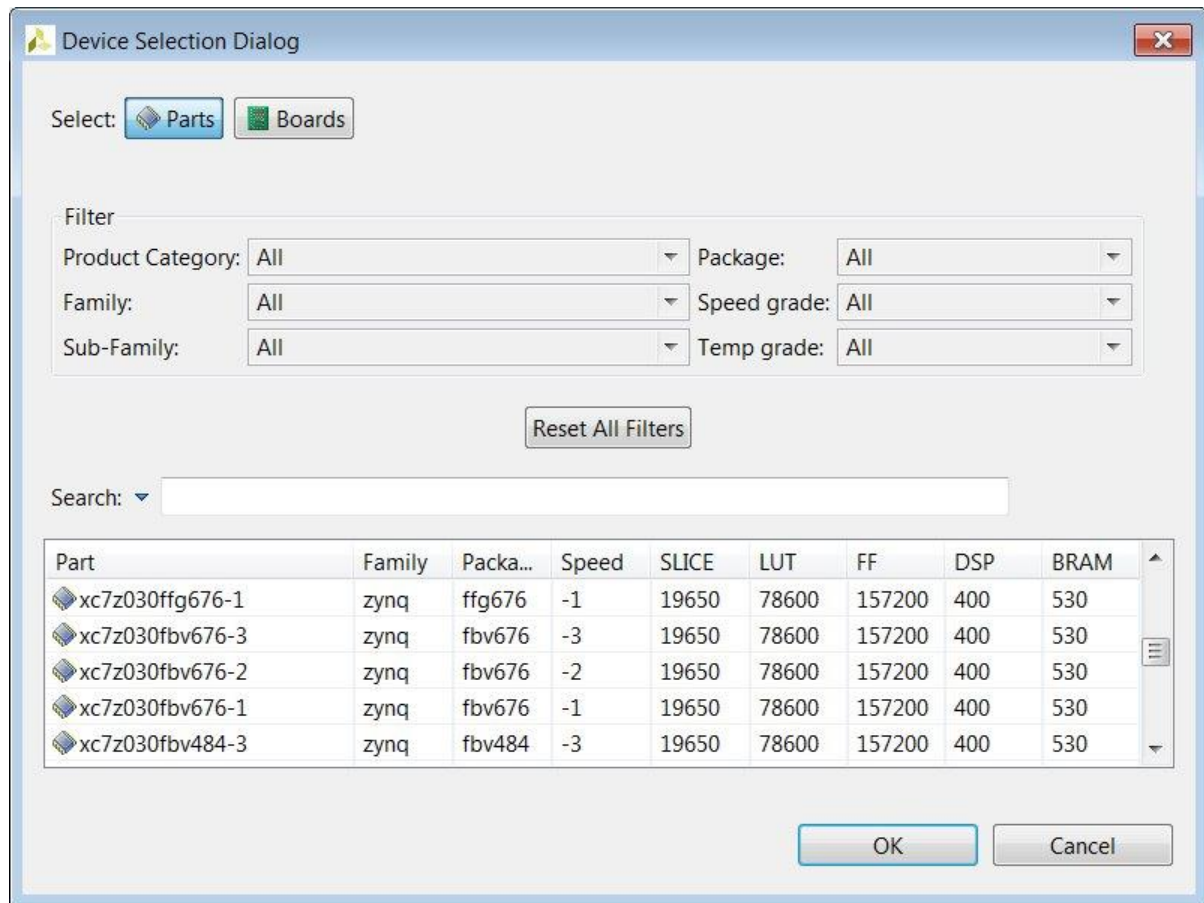 Device Selection Dialog
Select: Parts Boards
Filter
Product Category: All Package: All
Family: All Speed grade: All
Sub-Family: All Temp grade: All
Reset All Filters
Search:
Part Family Packa... Speed SLICE LUT FF DSP BRAM
xc7z030ffg676-1 zynq ffg676 -1 19650 78600 157200 400 530
xc7z030fbv676-3 zynq fbv676 -3 19650 78600 157200 400 530
xc7z030fbv676-2 zynq fbv676 -2 19650 78600 157200 400 530
xc7z030fbv676-1 zynq fbv676 -1 19650 78600 157200 400 530
xc7z030fbv484-3 zynq fbv484 -3 19650 78600 157200 400 530
OK Cancel